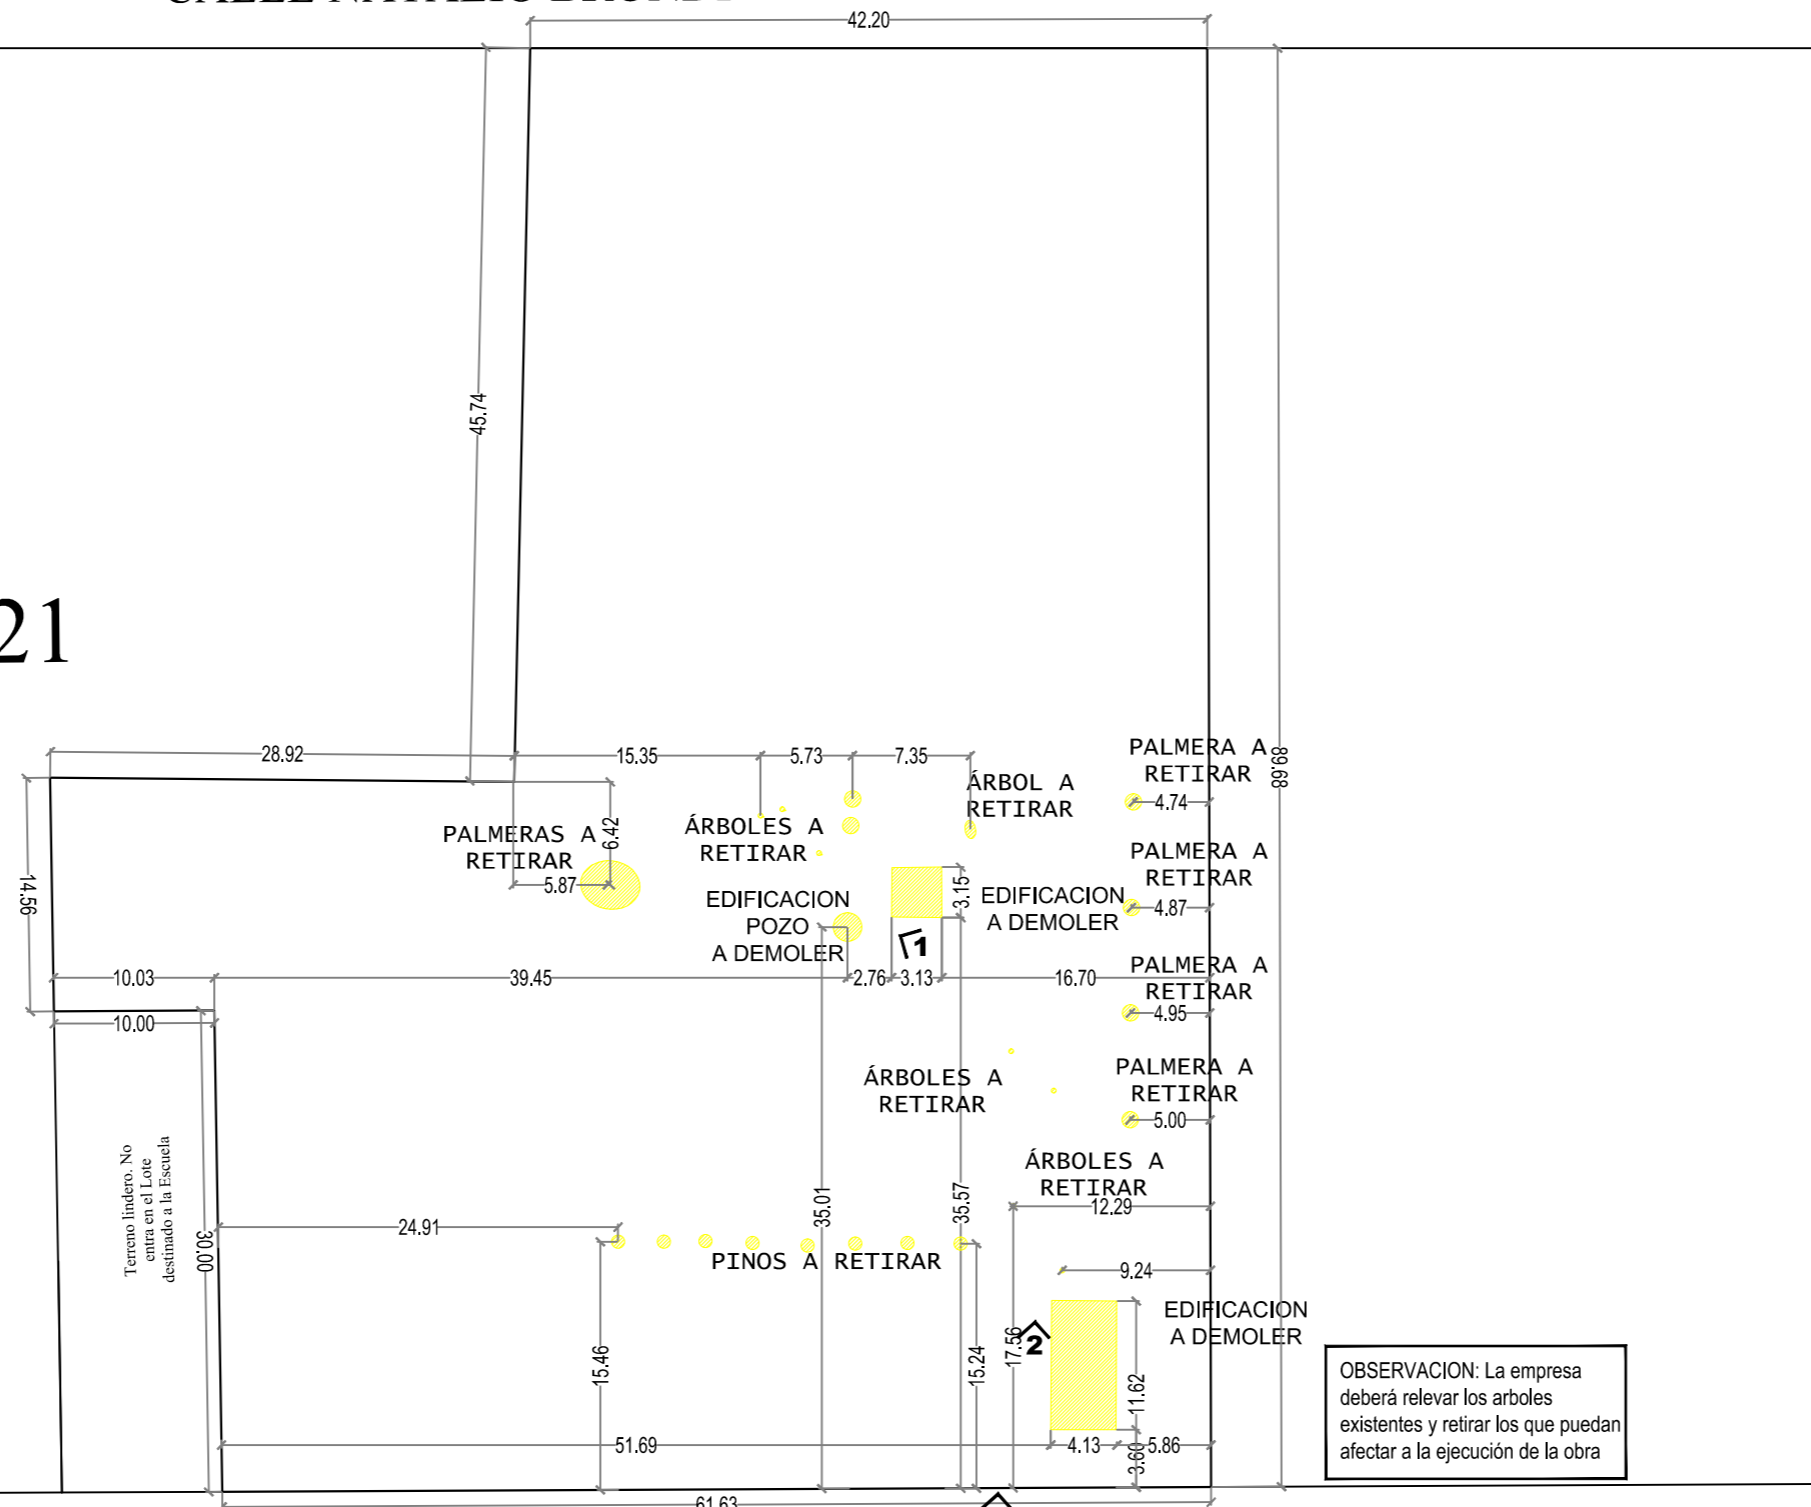 42.20
45.74
89.68
21
28.92
15.35
5.73
7.35
PALMERA A
RETIRAR
4.74
ÁRBOL A
RETIRAR
6.42
PALMERAS A
RETIRAR
ÁRBOLES A
RETIRAR
5.87
14.56
EDIFICACION
POZO
A DEMOLER
3.15
EDIFICACION
A DEMOLER
PALMERA A
RETIRAR
4.87
1
10.03
39.45
2.76
3.13
16.70
PALMERA A
RETIRAR
4.95
10.00
ÁRBOLES A
RETIRAR
PALMERA A
RETIRAR
5.00
Terreno lindero. No
entra en el Lote
destinado a la Escuela
30.00
ÁRBOLES A
RETIRAR
12.29
35.01
35.57
24.91
PINOS A RETIRAR
9.24
EDIFICACION
A DEMOLER
15.46
15.24
17.56
2
11.62
51.69
4.13
5.86
3.60
61.63
OBSERVACION: La empresa
deberá relevar los arboles
existentes y retirar los que puedan
afectar a la ejecución de la obra